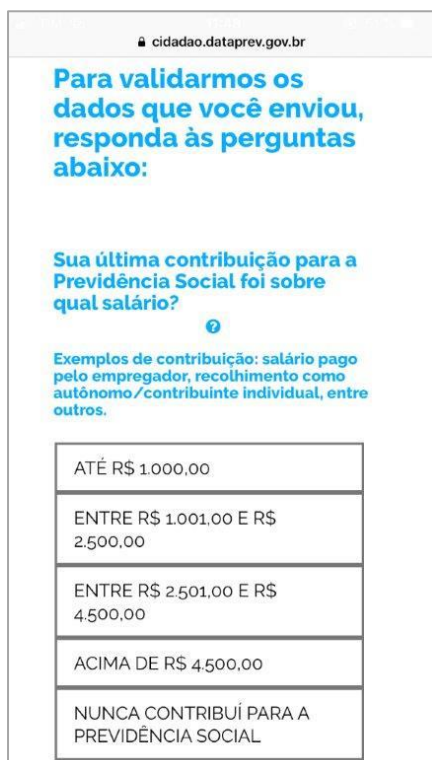 cidadao.dataprev.gov.br
Para validarmos os
dados que você enviou,
responda às perguntas
abaixo:
Sua última contribuição para a
Previdência Social foi sobre
qual salário?
?
Exemplos de contribuição: salário pago
pelo empregador, recolhimento como
autônomo/contribuinte individual, entre
outros.
ATÉ R$ 1.000,00
ENTRE R$ 1.001,00 E R$
2.500,00
ENTRE R$ 2.501,00 E R$
4.500,00
ACIMA DE R$ 4.500,00
NUNCA CONTRIBUÍ PARA A
PREVIDÊNCIA SOCIAL